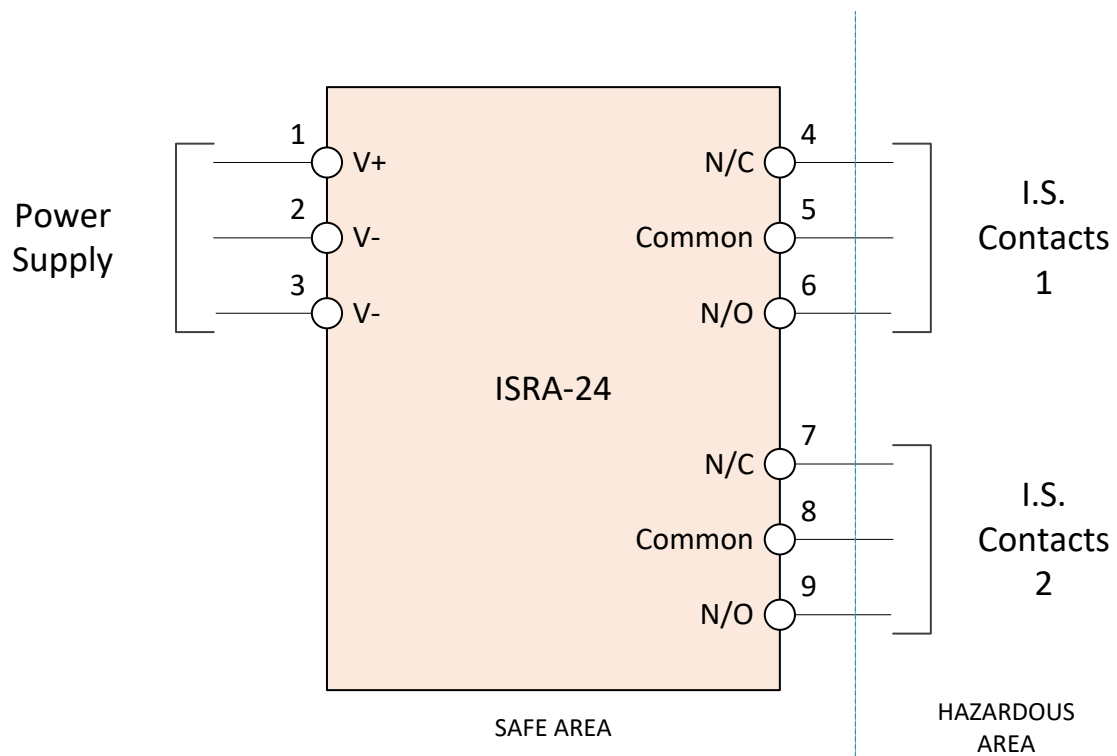 1
V+
2
V-
3
V-
Power
Supply
4
N/C
5
Common
6
N/O
I.S.
Contacts
1
ISRA-24
7
N/C
8
Common
9
N/O
I.S.
Contacts
2
SAFE AREA
HAZARDOUS
AREA